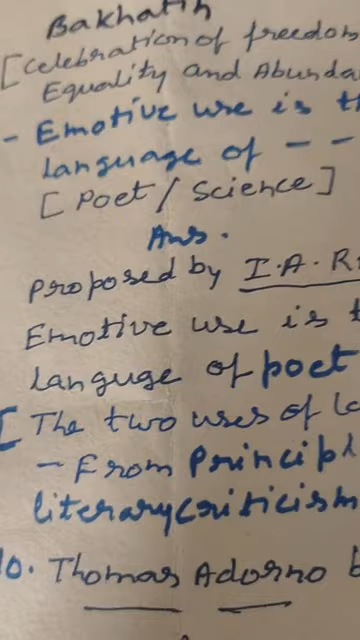 Bakhatin
[Celebration of freedom
Equality and Abunda
- Emotive use is th
language of - -
[Poet / Science]
Ans.
Proposed by I.A.R
Emotive use is t
languge of poet
[The two uses of la
- From Principl
literary criticism
10. Thomas Adorno b